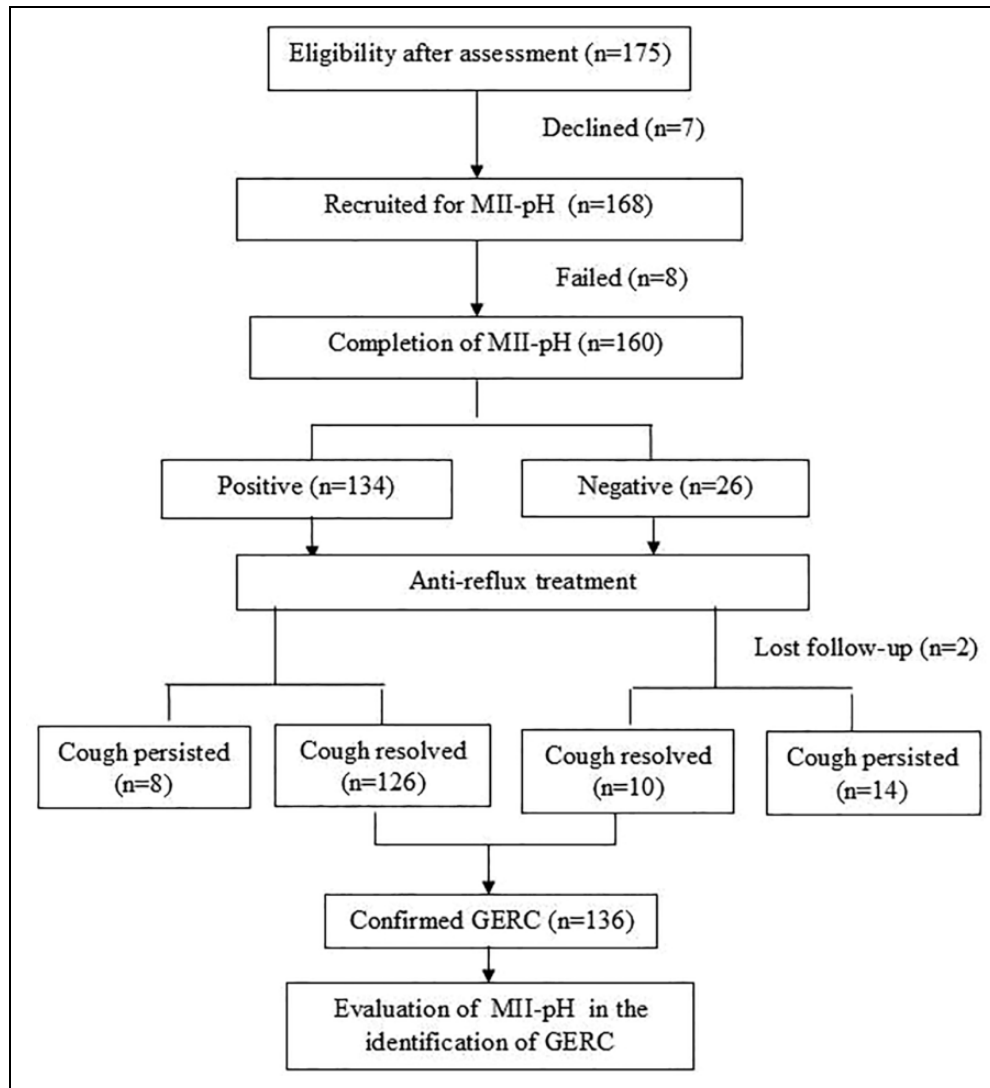 Eligibility after assessment (n=175)
Declined (n=7)
Recruited for MII-pH (n=168)
Failed (n=8)
Completion of MII-pH (n=160)
Positive (n=134)
Negative (n=26)
Anti-reflux treatment
Lost follow-up (n=2)
Cough persisted
(n=8)
Cough resolved
(n=126)
Cough resolved
(n=10)
Cough persisted
(n=14)
Confirmed GERC (n=136)
Evaluation of MII-pH in the
identification of GERC